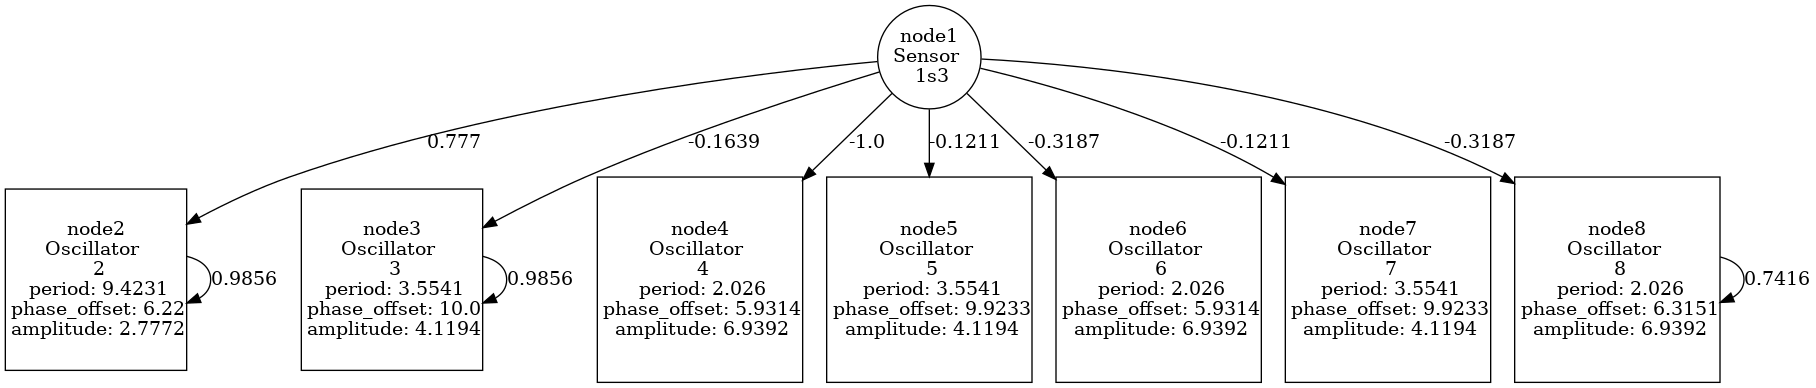 node1
Sensor
1s3
0.777
-0.1639
-1.0
-0.1211
-0.3187
-0.1211
-0.3187
node2
Oscillator
2
period: 9.4231
phase_offset: 6.22
amplitude: 2.7772
0.9856
node3
Oscillator
3
period: 3.5541
phase_offset: 10.0
amplitude: 4.1194
0.9856
node4
Oscillator
4
period: 2.026
phase_offset: 5.9314
amplitude: 6.9392
node5
Oscillator
5
period: 3.5541
phase_offset: 9.9233
amplitude: 4.1194
node6
Oscillator
6
period: 2.026
phase_offset: 5.9314
amplitude: 6.9392
node7
Oscillator
7
period: 3.5541
phase_offset: 9.9233
amplitude: 4.1194
node8
Oscillator
8
period: 2.026
phase_offset: 6.3151
amplitude: 6.9392
0.7416